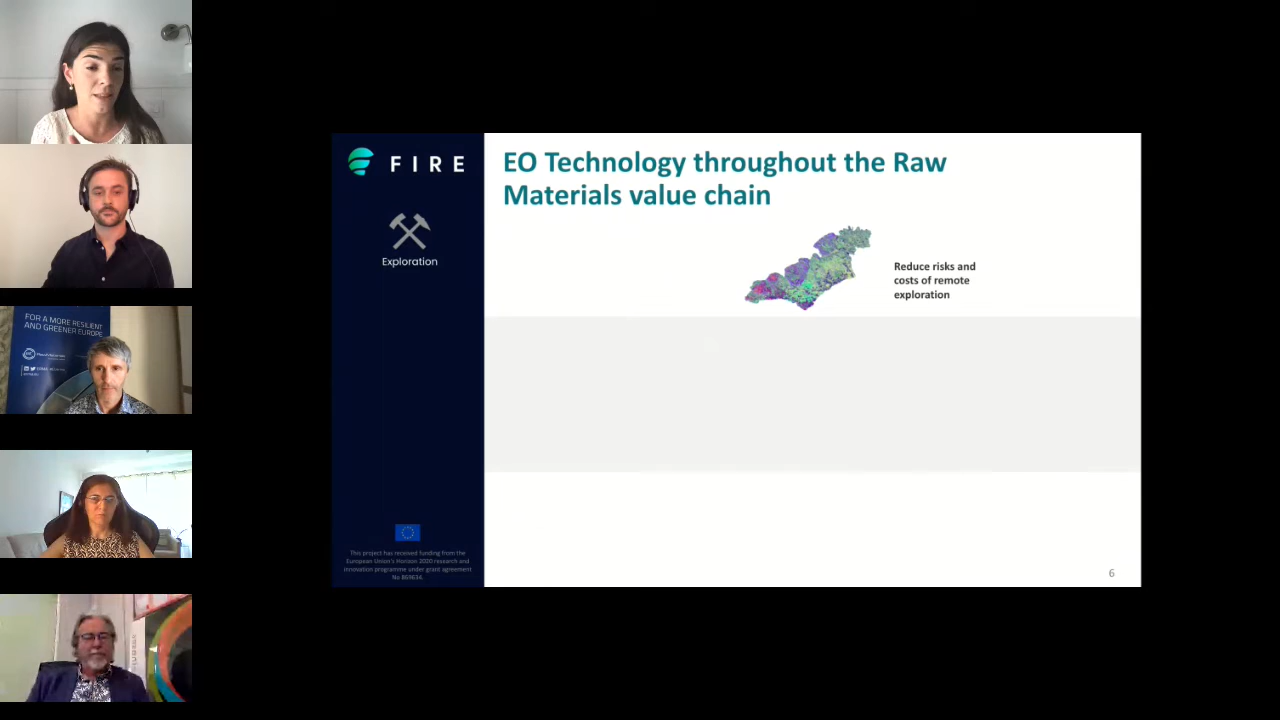 FIRE
EO Technology throughout the Raw
Materials value chain
Exploration
Reduce risks and
costs of remote
exploration
FOR A MORE RESILIENT
AND GREENER EUROPE
This project has received funding from the
European Union's Horizon 2020 research and
innovation programme under grant agreement
No 869634.
6